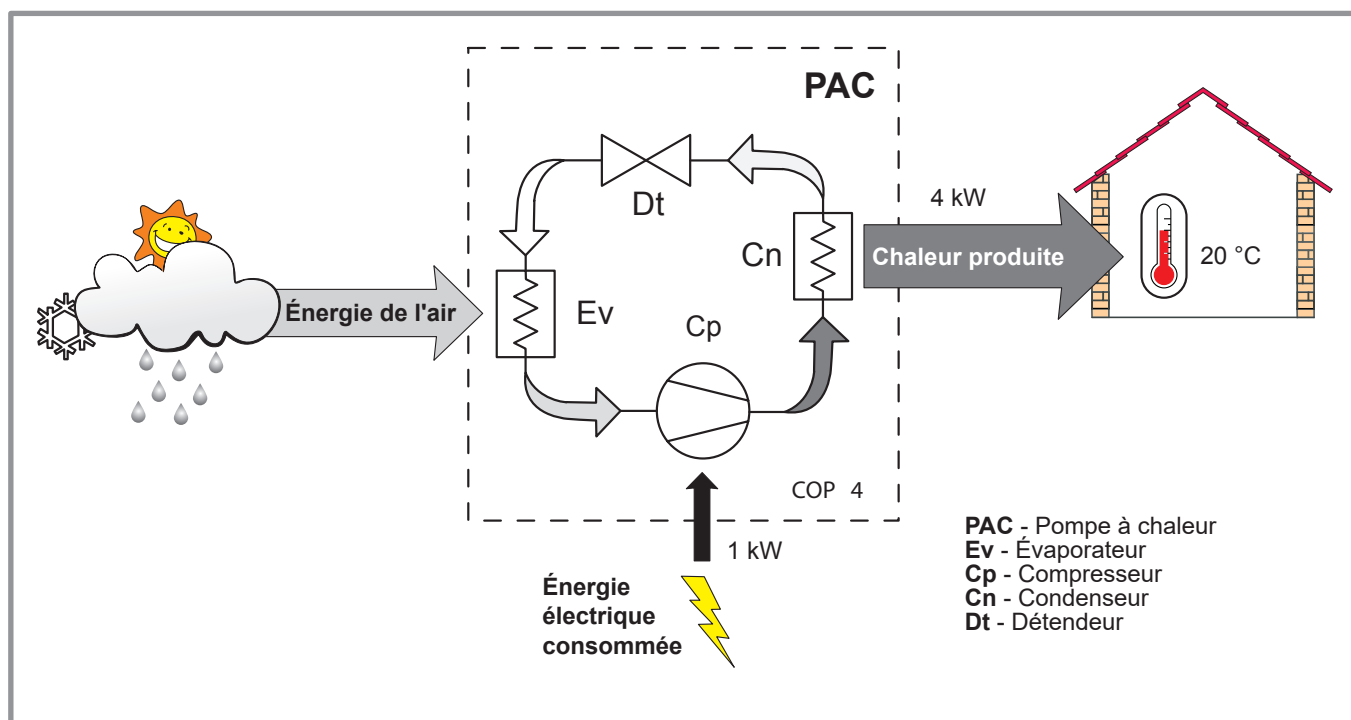 PAC
Dt
4 kW
Cn
Chaleur produite
20 °C
Énergie de l'air
Ev
Cp
COP 4
1 kW
Énergie
électrique
consommée
PAC - Pompe à chaleur
Ev - Évaporateur
Cp - Compresseur
Cn - Condenseur
Dt - Détendeur